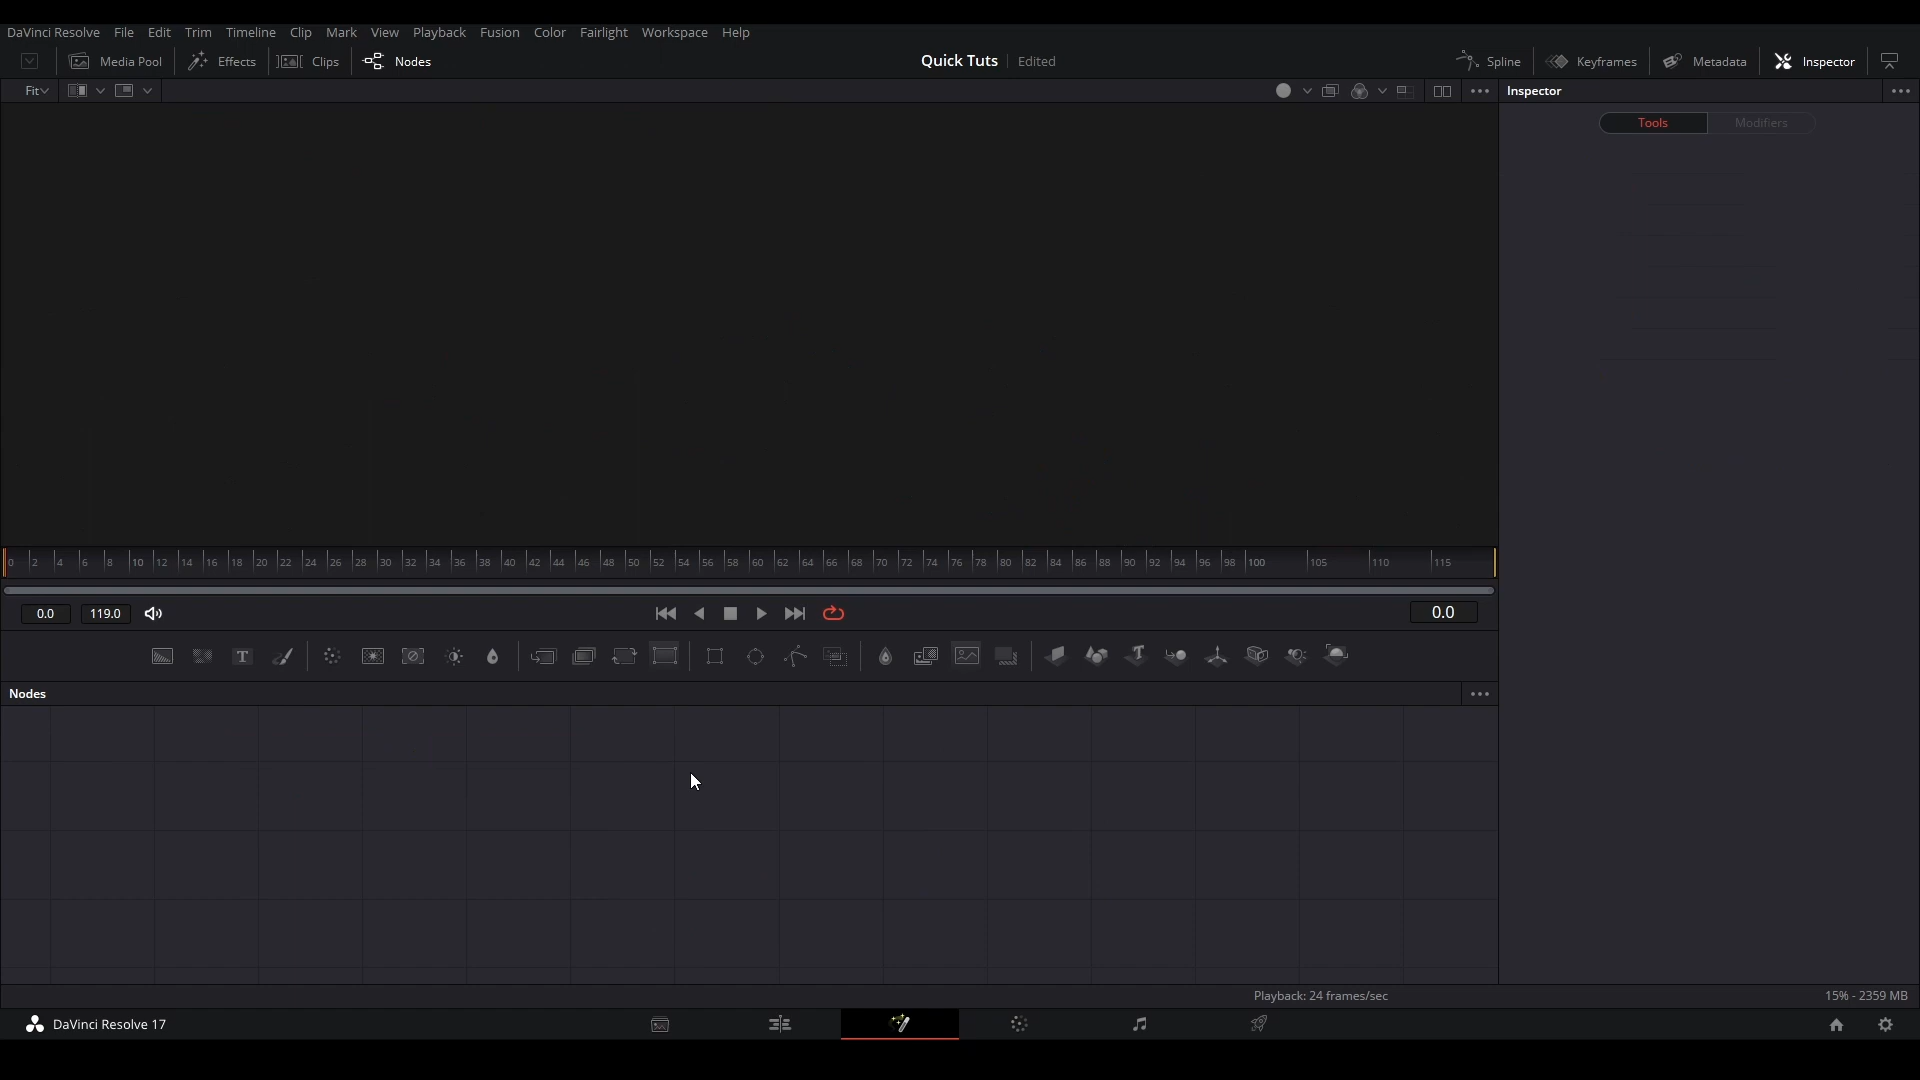 DaVinci Resolve File Edit Trim Timeline Clip Mark View Playback Fusion Color Fairlight Workspace Help
Media Pool Effects Clips Nodes Quick Tuts Edited Spline Keyframes Metadata Inspector
Fit Inspector
Tools Modifiers
0 2 4 6 8 10 12 14 16 18 20 22 24 26 28 30 32 34 36 38 40 42 44 46 48 50 52 54 56 58 60 62 64 66 68 70 72 74 76 78 80 82 84 86 88 90 92 94 96 98 100 105 110 115
0.0 119.0 0.0
T
Nodes
Playback: 24 frames/sec 15% - 2359 MB
DaVinci Resolve 17